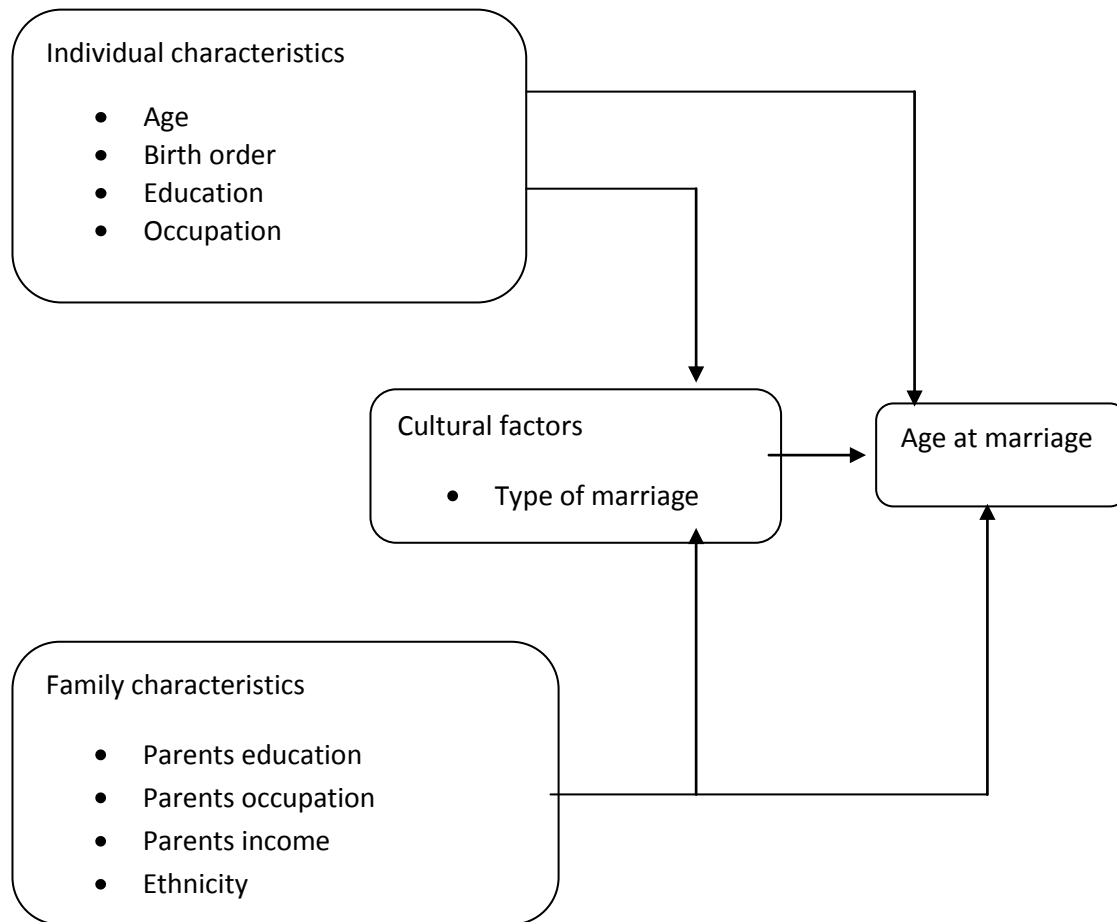 Individual characteristics
• Age
• Birth order
• Education
• Occupation
Cultural factors
• Type of marriage
Age at marriage
Family characteristics
• Parents education
• Parents occupation
• Parents income
• Ethnicity